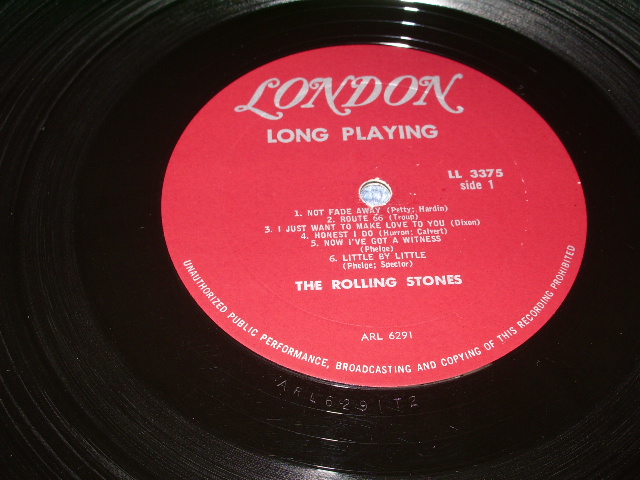 LONDON
LONG PLAYING
LL 3375
side 1
1. NOT FADE AWAY (Petty; Hardin)
2. ROUTE 66 (Troup)
3. I JUST WANT TO MAKE LOVE TO YOU (Dixon)
4. HONEST I DO (Hurron; Calvert)
5. NOW I'VE GOT A WITNESS
(Phelge)
6. LITTLE BY LITTLE
(Phelge; Spector)
THE ROLLING STONES
ARL 6291
UNAUTHORIZED PUBLIC PERFORMANCE, BROADCASTING AND COPYING OF THIS RECORDING PROHIBITED
ARL6291T2